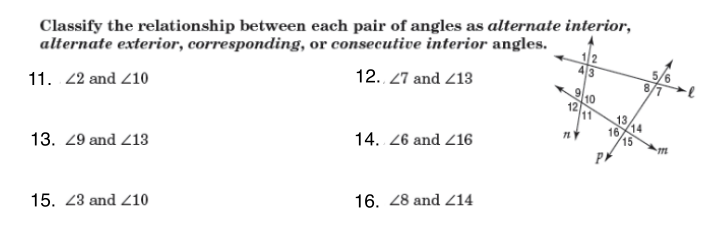 Classify the relationship between each pair of angles as alternate interior,
alternate exterior, corresponding, or consecutive interior angles.
11. ∠2 and ∠10
12. ∠7 and ∠13
13. ∠9 and ∠13
14. ∠6 and ∠16
15. ∠3 and ∠10
16. ∠8 and ∠14
1 2
4 3
5 6
8 7
ℓ
9 10
12 11
13 14
16 15
n
p
m